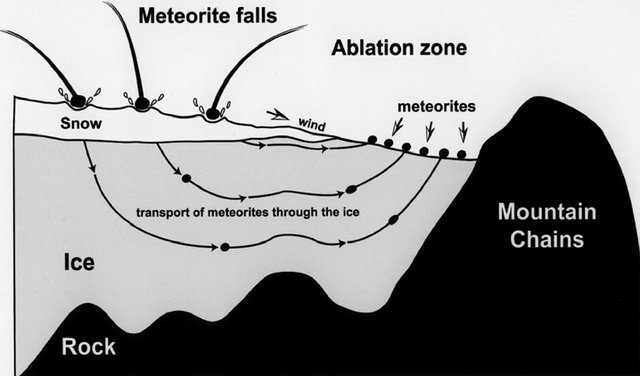 Meteorite falls
Ablation zone
meteorites
Snow
wind
transport of meteorites through the ice
Mountain
Chains
Ice
Rock